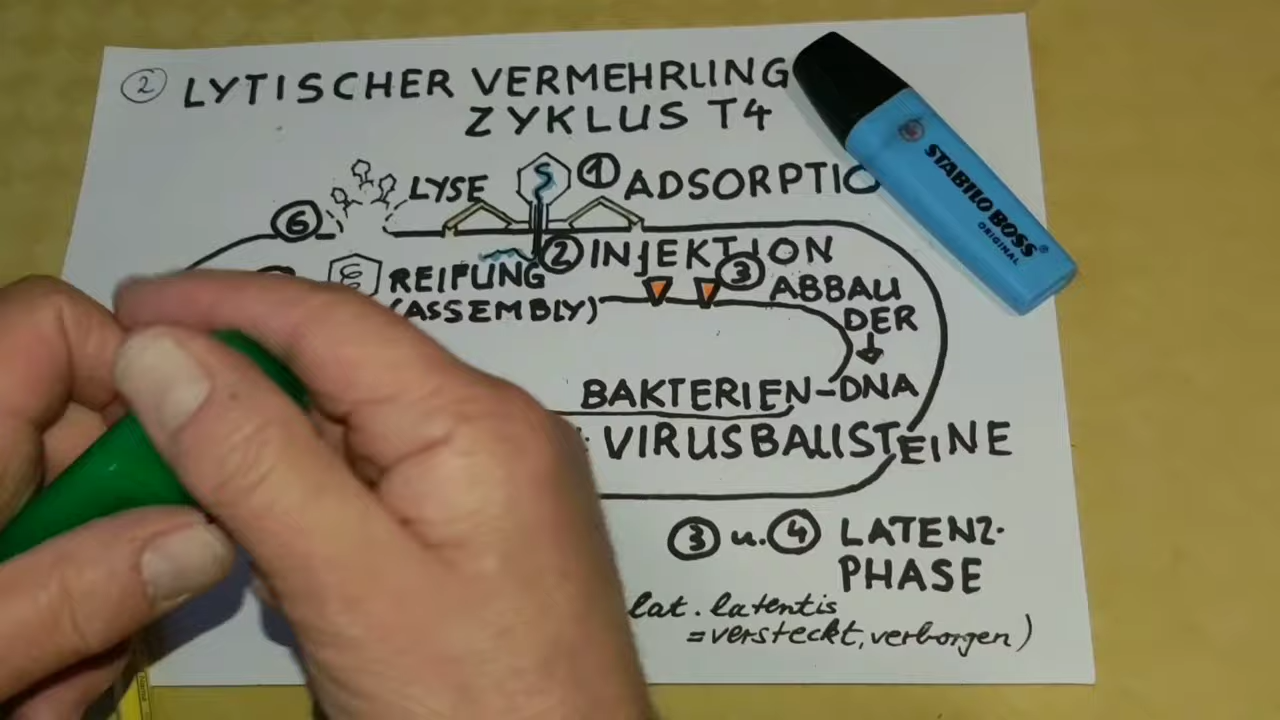 ② LYTISCHER VERMEHRUNG
ZYKLUS T4
LYSE
① ADSORPTIO
⑥
② INJEKTION
REIFUNG
(ASSEMBLY)
③ ABBAU
DER
BAKTERIEN-DNA
VIRUSBAUSTEINE
③ u. ④ LATENZ-
PHASE
lat. latentis
= versteckt, verborgen)
STABILO BOSS®
ORIGINAL